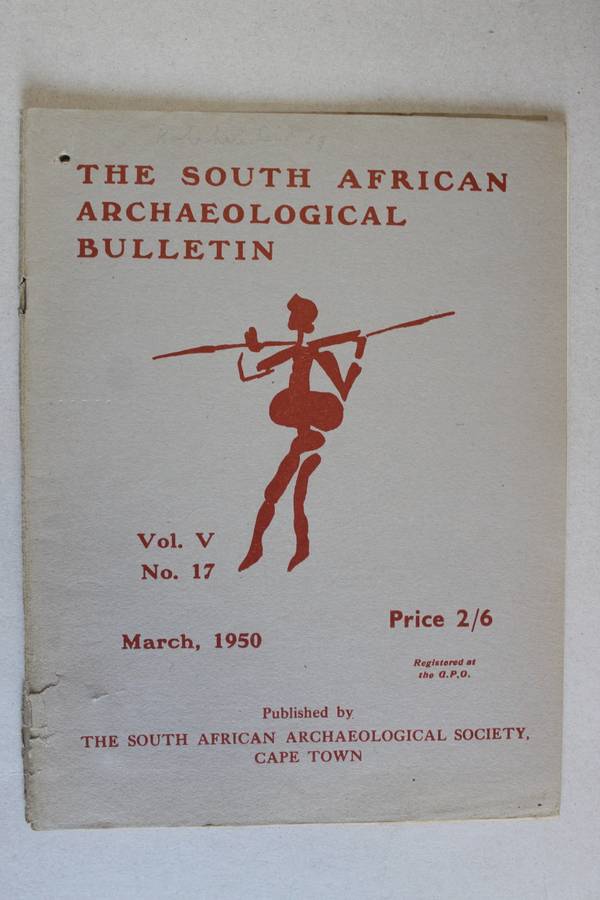 THE SOUTH AFRICAN
ARCHAEOLOGICAL
BULLETIN
Vol. V
No. 17
March, 1950
Price 2/6
Registered at
the G.P.O.
Published by
THE SOUTH AFRICAN ARCHAEOLOGICAL SOCIETY,
CAPE TOWN